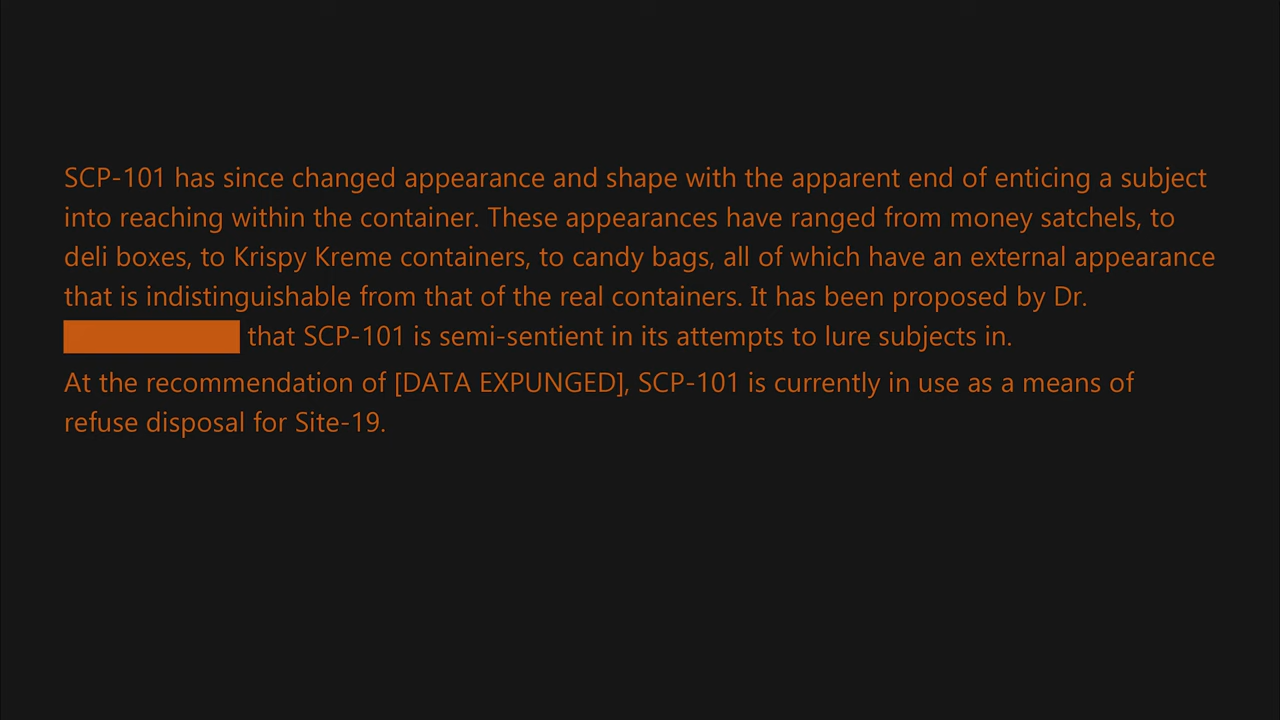 SCP-101 has since changed appearance and shape with the apparent end of enticing a subject
into reaching within the container. These appearances have ranged from money satchels, to
deli boxes, to Krispy Kreme containers, to candy bags, all of which have an external appearance
that is indistinguishable from that of the real containers. It has been proposed by Dr.
that SCP-101 is semi-sentient in its attempts to lure subjects in.
At the recommendation of [DATA EXPUNGED], SCP-101 is currently in use as a means of
refuse disposal for Site-19.